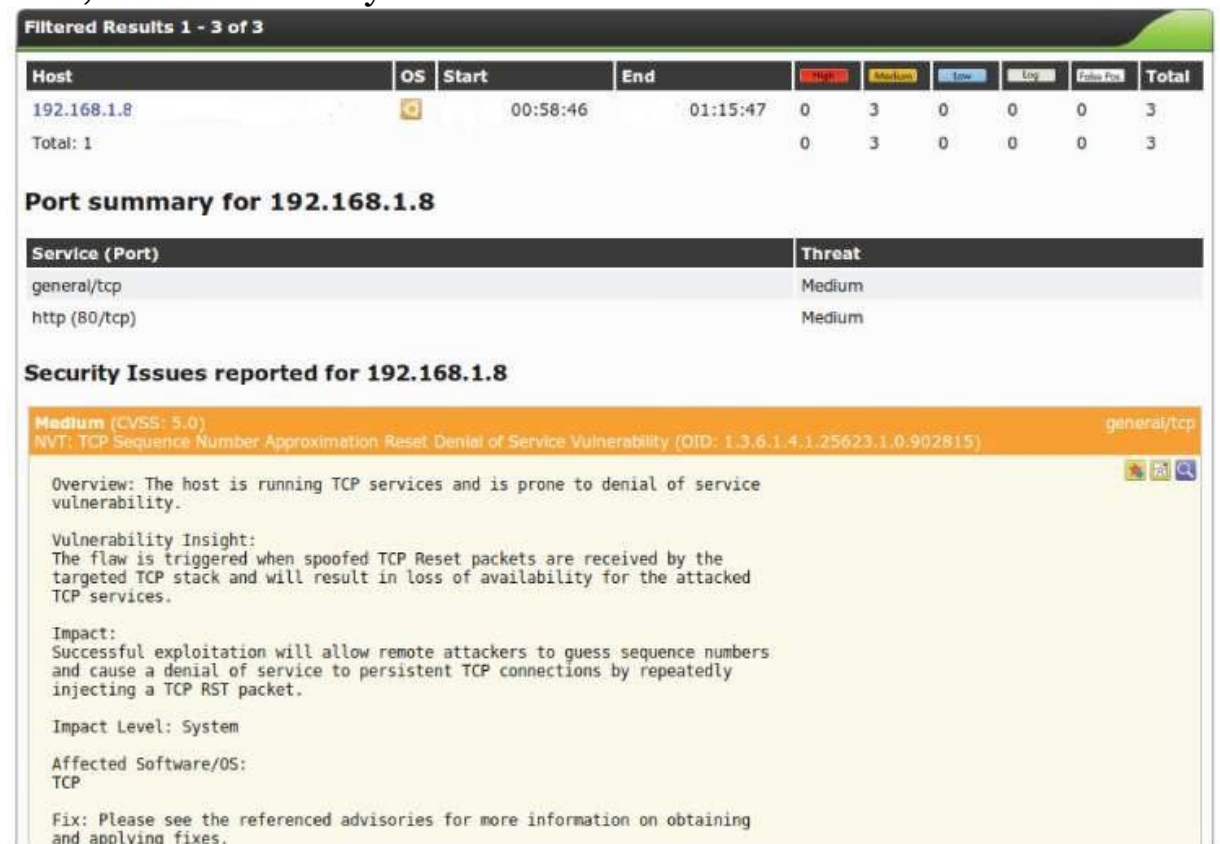 Filtered Results 1 - 3 of 3
Host OS Start End High Medium Low Log False Pos. Total
192.168.1.8 00:58:46 01:15:47 0 3 0 0 0 3
Total: 1 0 3 0 0 0 3
Port summary for 192.168.1.8
Service (Port) Threat
general/tcp Medium
http (80/tcp) Medium
Security Issues reported for 192.168.1.8
Medium (CVSS: 5.0) general/tcp
NVT: TCP Sequence Number Approximation Reset Denial of Service Vulnerability (OID: 1.3.6.1.4.1.25623.1.0.902815)
Overview: The host is running TCP services and is prone to denial of service
vulnerability.
Vulnerability Insight:
The flaw is triggered when spoofed TCP Reset packets are received by the
targeted TCP stack and will result in loss of availability for the attacked
TCP services.
Impact:
Successful exploitation will allow remote attackers to guess sequence numbers
and cause a denial of service to persistent TCP connections by repeatedly
injecting a TCP RST packet.
Impact Level: System
Affected Software/OS:
TCP
Fix: Please see the referenced advisories for more information on obtaining
and applying fixes.